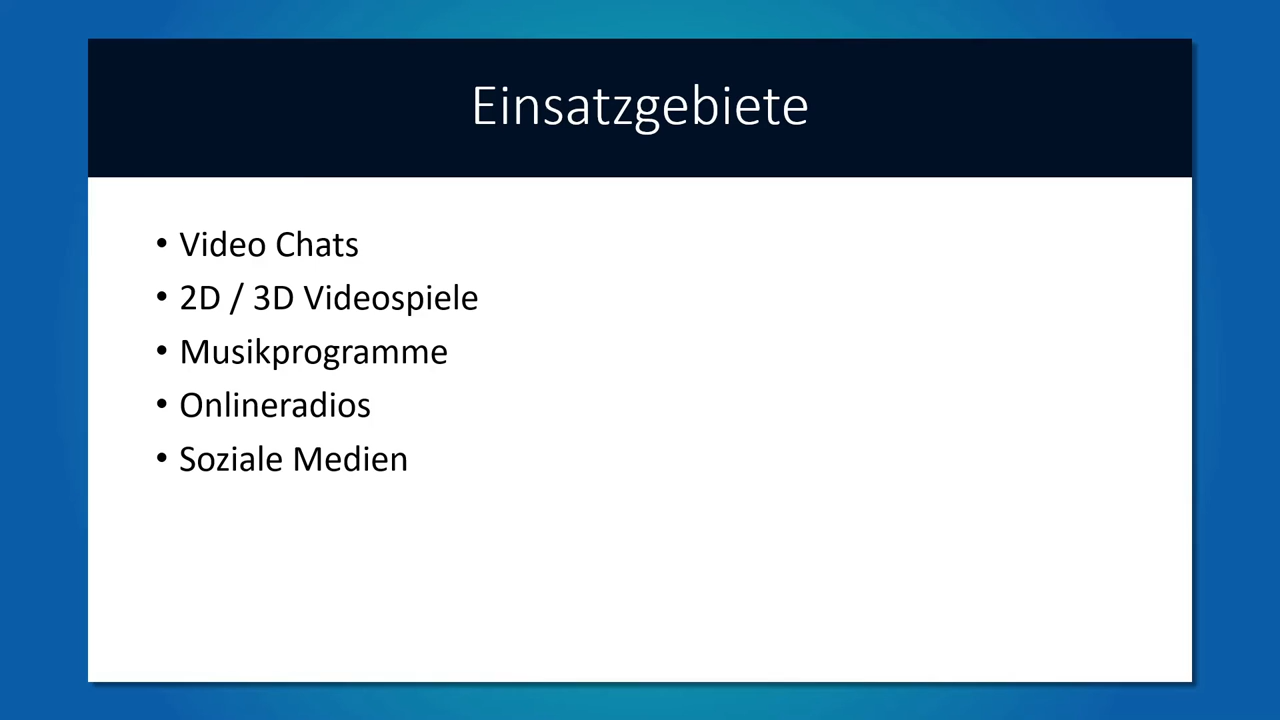 Einsatzgebiete
• Video Chats
• 2D / 3D Videospiele
• Musikprogramme
• Onlineradios
• Soziale Medien